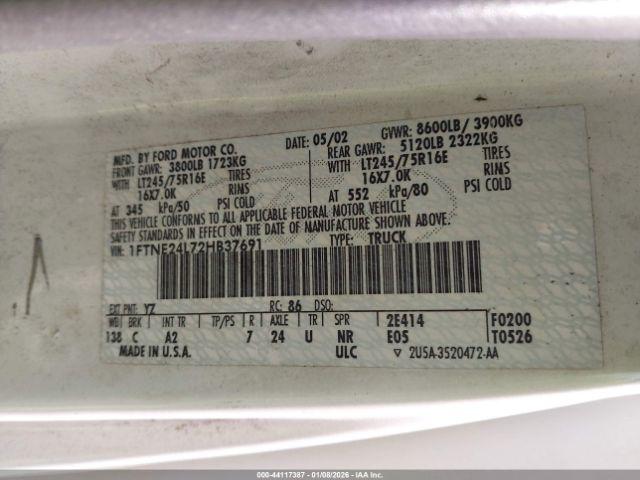 MFD. BY FORD MOTOR CO. DATE: 05/02 GVWR: 8600LB/ 3900KG
FRONT GAWR: 3800LB 1723KG REAR GAWR: 5120LB 2322KG
WITH LT245/75R16E TIRES WITH LT245/75R16E TIRES
16X7.0K RIMS 16X7.0K RIMS
AT 345 kPa/50 PSI COLD AT 552 kPa/80 PSI COLD
THIS VEHICLE CONFORMS TO ALL APPLICABLE FEDERAL MOTOR VEHICLE
SAFETY STANDARDS IN EFFECT ON THE DATE OF MANUFACTURE SHOWN ABOVE.
1FTNE24L72HB37691 TYPE: TRUCK
EXT PNT: YZ RC: 86 DSO:
WB BRK INT TR TP/PS R AXLE TR SPR 2E414 F0200
138 C A2 7 24 U NR E05 T0526
MADE IN U.S.A. ULC ▽ 2USA-3520472-AA
000-44117387 - 01/08/2026 - IAA Inc.